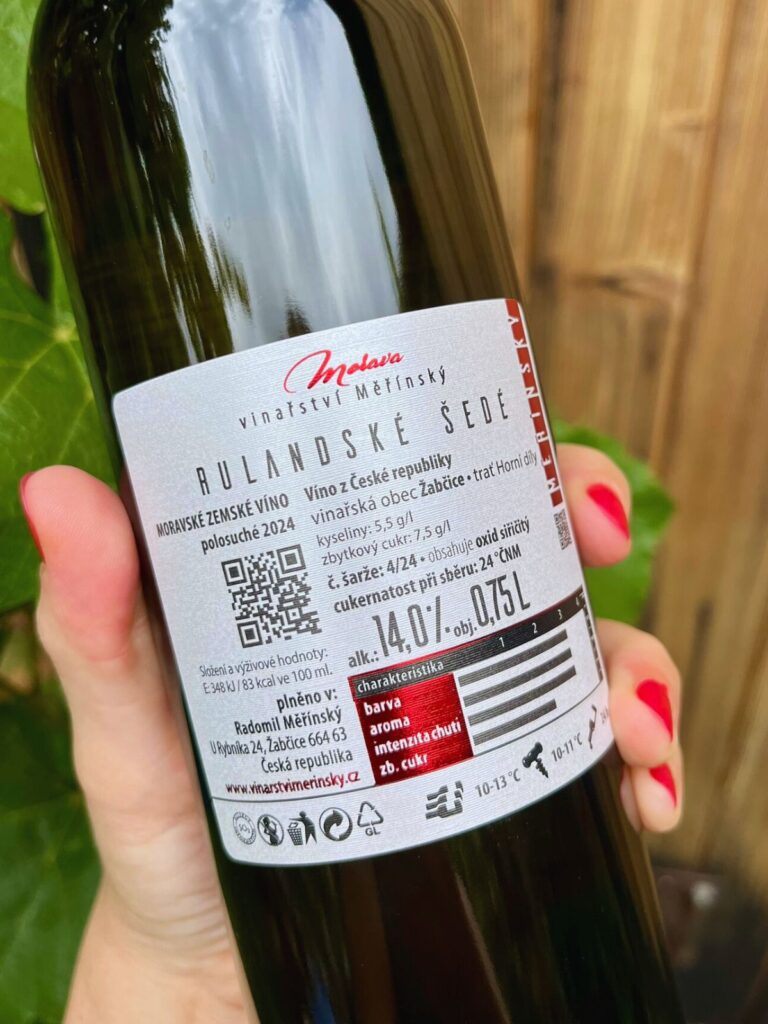 Molava
vinařství Měřínský
RULANDSKÉ ŠEDÉ
MĚŘÍNSKÝ
MORAVSKÉ ZEMSKÉ VÍNO
polosuché 2024
Víno z České republiky
vinařská obec Žabčice • trať Horní díly
kyseliny: 5,5 g/l
zbytkový cukr: 7,5 g/l
č. šarže: 4/24 • obsahuje oxid siřičitý
cukernatost při sběru: 24 °ČNM
alk.: 14,0% obj. 0,75 L
Složení a výživové hodnoty:
E: 348 kJ / 83 kcal ve 100 ml.
plněno v:
Radomil Měřínský
U Rybníka 24, Žabčice 664 63
Česká republika
www.vinarstvimerinsky.cz
charakteristika 1 2 3 4
barva
aroma
intenzita chuti
zb. cukr
SO₂
GL
10-13 °C
10-11°C